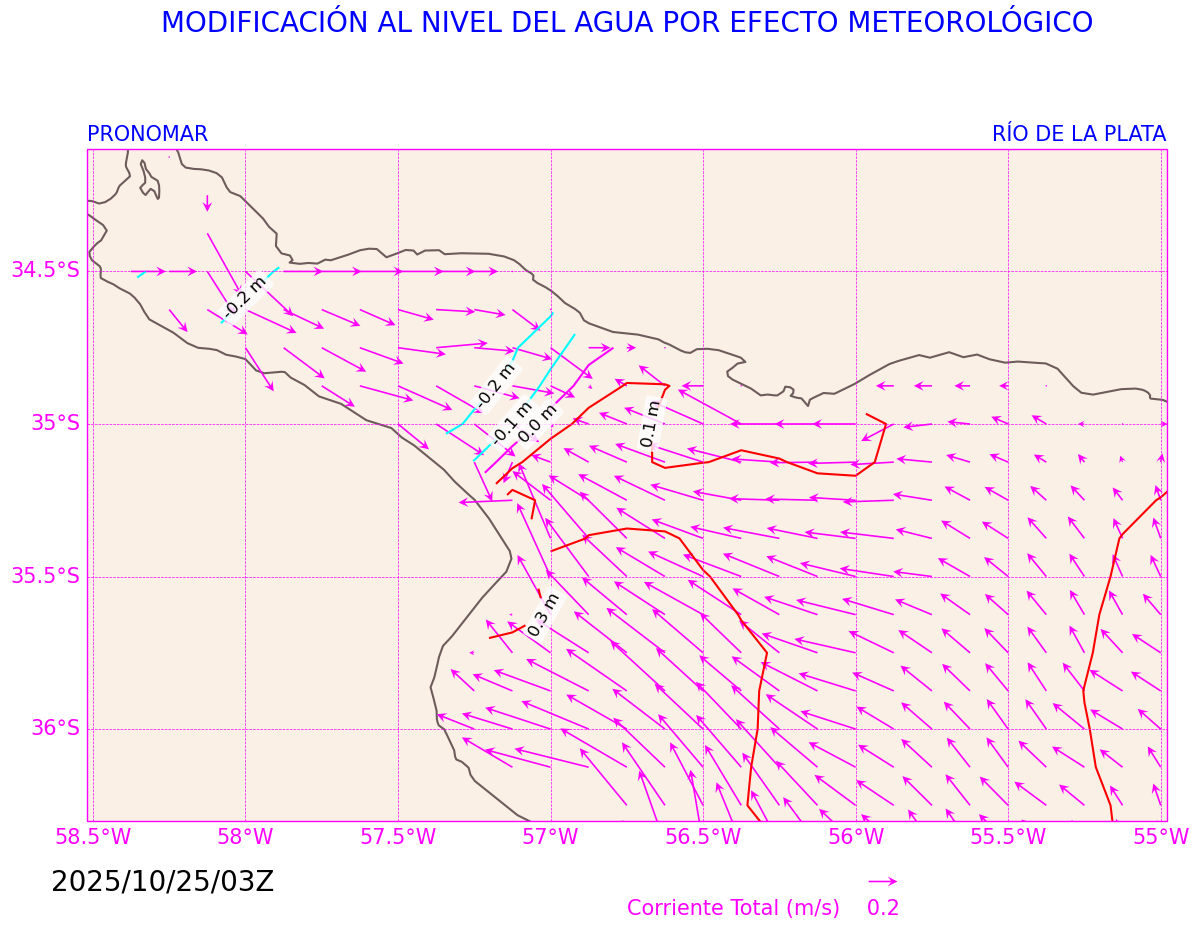 MODIFICACIÓN AL NIVEL DEL AGUA POR EFECTO METEOROLÓGICO
PRONOMAR
RÍO DE LA PLATA
34.5°S
35°S
35.5°S
36°S
-0.2 m
-0.2 m
-0.1 m
0.0 m
0.1 m
0.3 m
58.5°W
58°W
57.5°W
57°W
56.5°W
56°W
55.5°W
55°W
2025/10/25/03Z
Corriente Total (m/s)
0.2